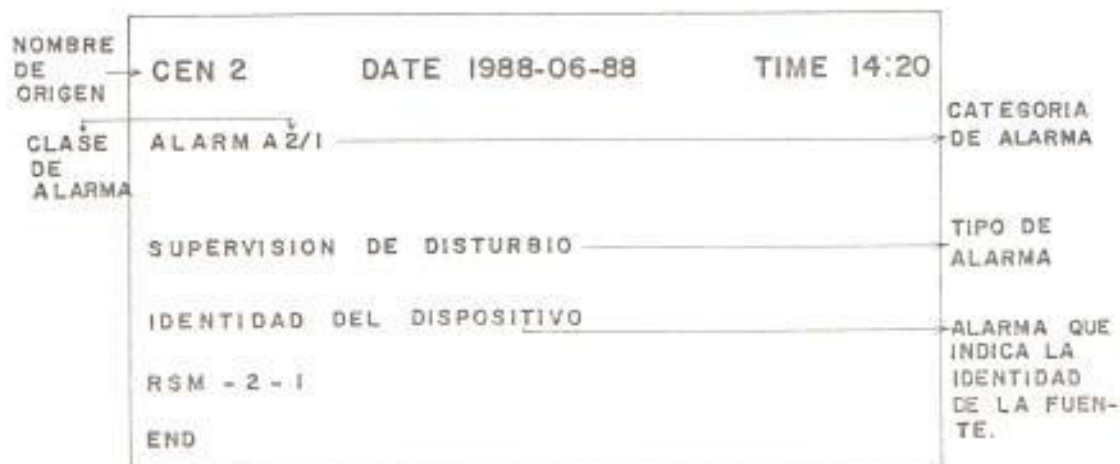 NOMBRE
DE
ORIGEN
CEN 2 DATE 1988-06-88 TIME 14:20
CLASE
DE
ALARMA
ALARM A2/1
CATEGORIA
DE ALARMA
SUPERVISION DE DISTURBIO
TIPO DE
ALARMA
IDENTIDAD DEL DISPOSITIVO
ALARMA QUE
INDICA LA
IDENTIDAD
DE LA FUEN-
TE.
RSM - 2 - 1
END